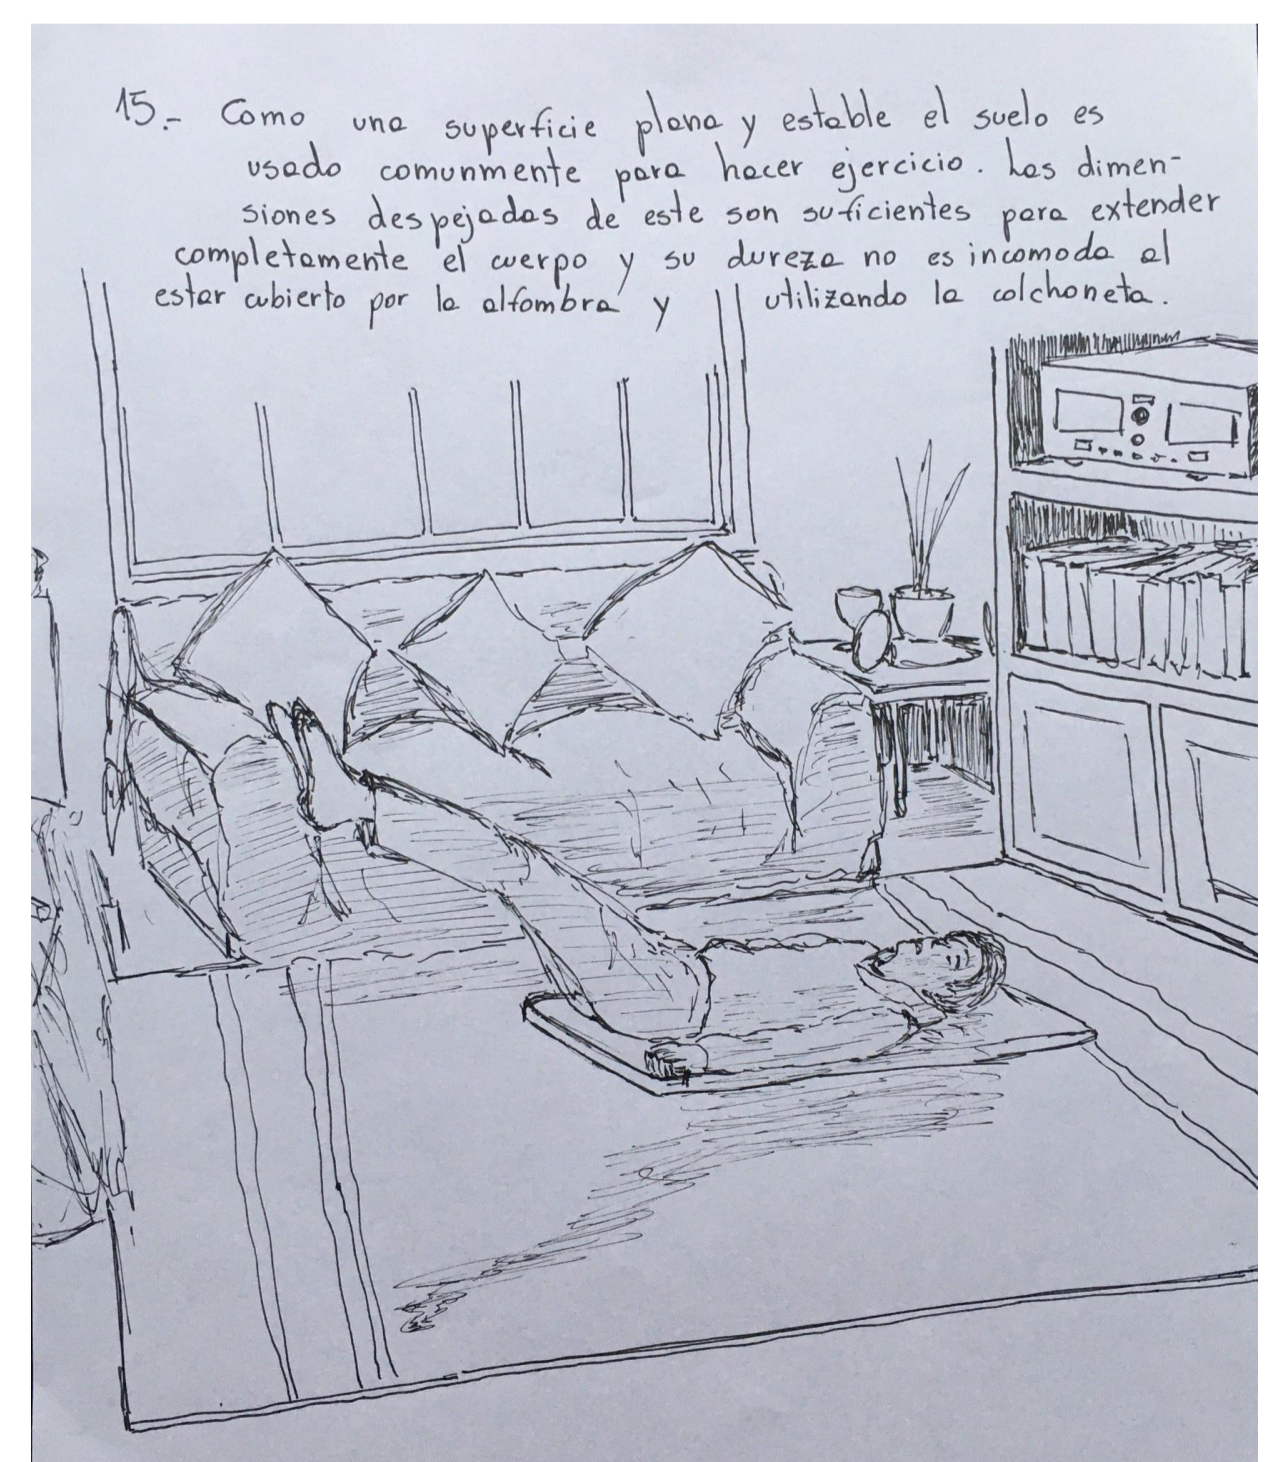 15.- Como una superficie plana y estable el suelo es
usado comunmente para hacer ejercicio. Las dimen-
siones despejadas de este son suficientes para extender
completamente el cuerpo y su dureza no es incomoda al
estar cubierto por la alfombra y utilizando la colchoneta.